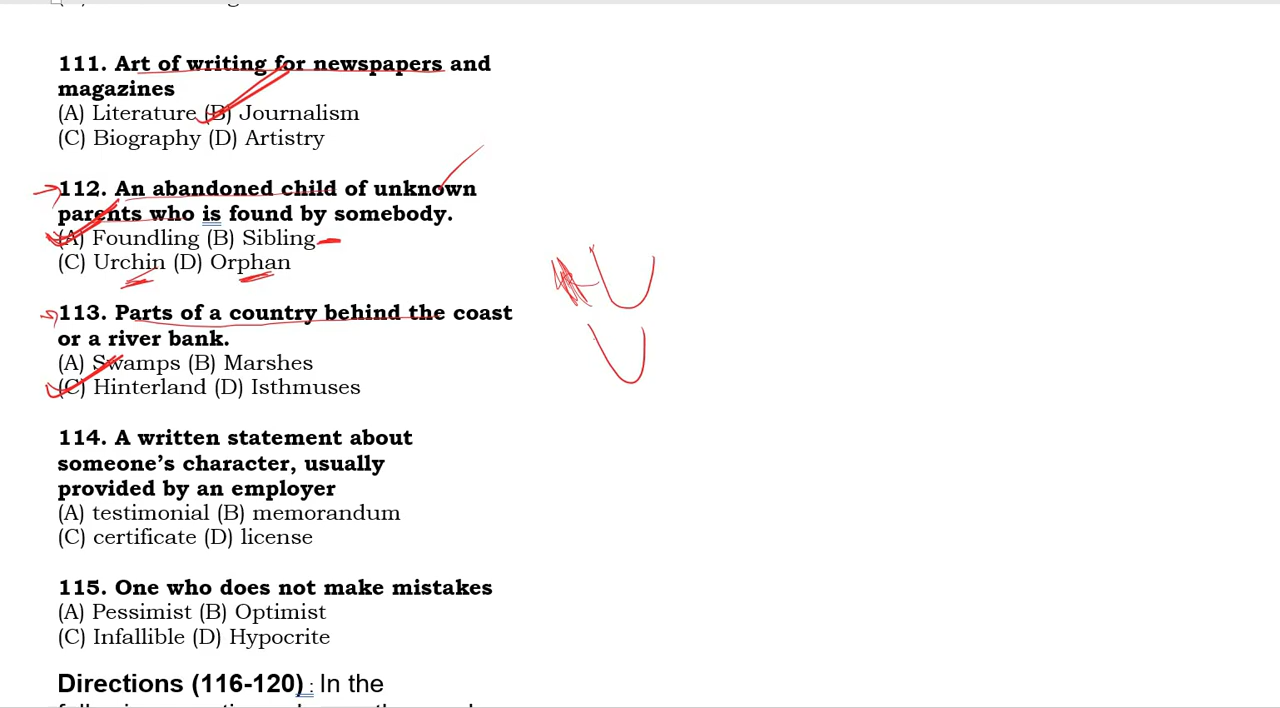 111. Art of writing for newspapers and
magazines
(A) Literature (B) Journalism
(C) Biography (D) Artistry
112. An abandoned child of unknown
parents who is found by somebody.
(A) Foundling (B) Sibling
(C) Urchin (D) Orphan
113. Parts of a country behind the coast
or a river bank.
(A) Swamps (B) Marshes
(C) Hinterland (D) Isthmuses
114. A written statement about
someone’s character, usually
provided by an employer
(A) testimonial (B) memorandum
(C) certificate (D) license
115. One who does not make mistakes
(A) Pessimist (B) Optimist
(C) Infallible (D) Hypocrite
Directions (116-120) : In the